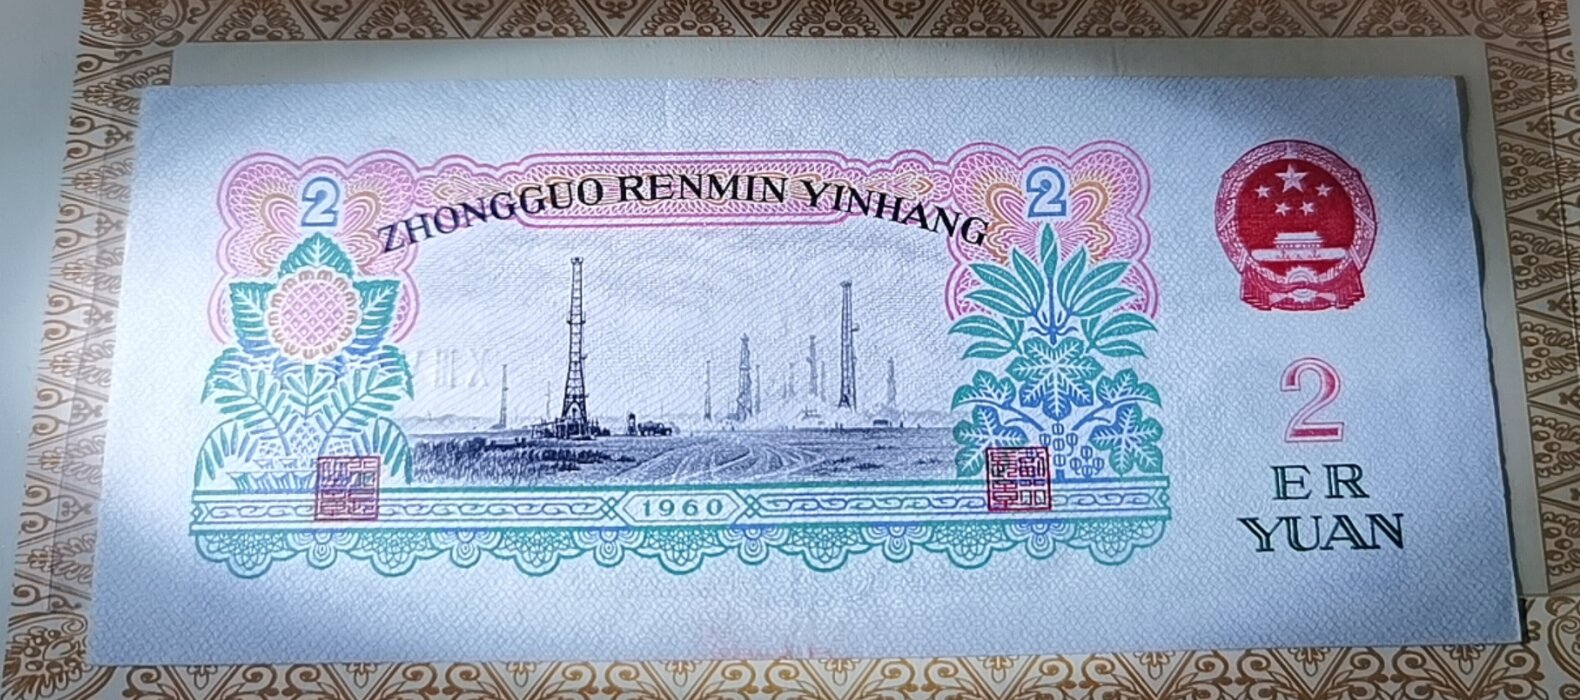 2
2
ZHONGGUO RENMIN YINHANG
1960
2
ER
YUAN